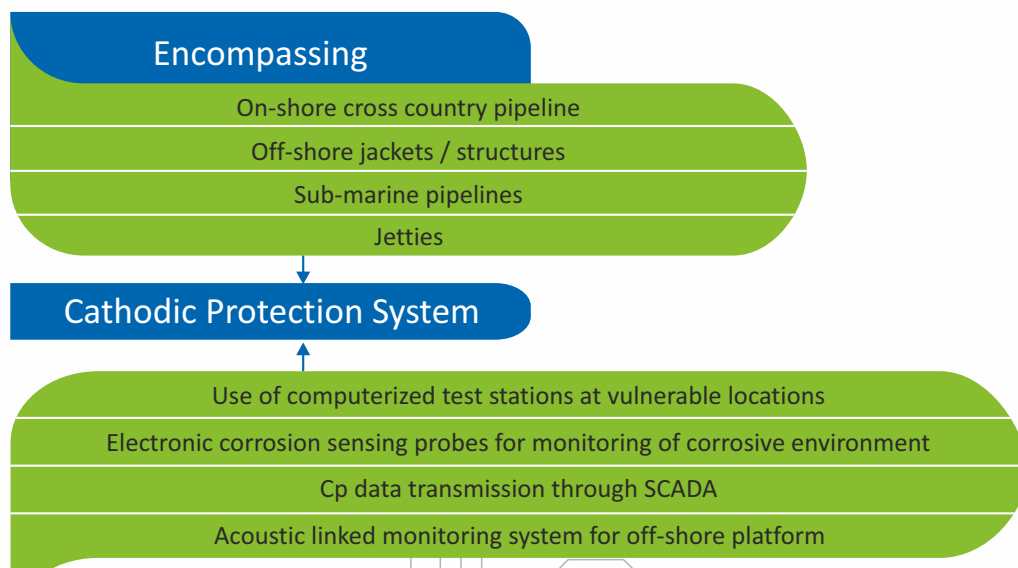 Encompassing
On-shore cross country pipeline
Off-shore jackets / structures
Sub-marine pipelines
Jetties
Cathodic Protection System
Use of computerized test stations at vulnerable locations
Electronic corrosion sensing probes for monitoring of corrosive environment
Cp data transmission through SCADA
Acoustic linked monitoring system for off-shore platform